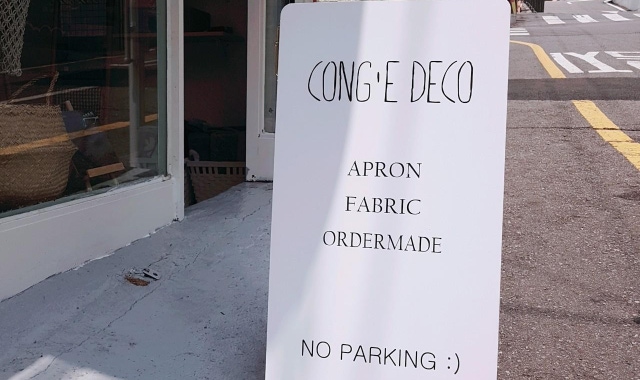 CONG'E DECO
APRON
FABRIC
ORDERMADE
NO PARKING :)